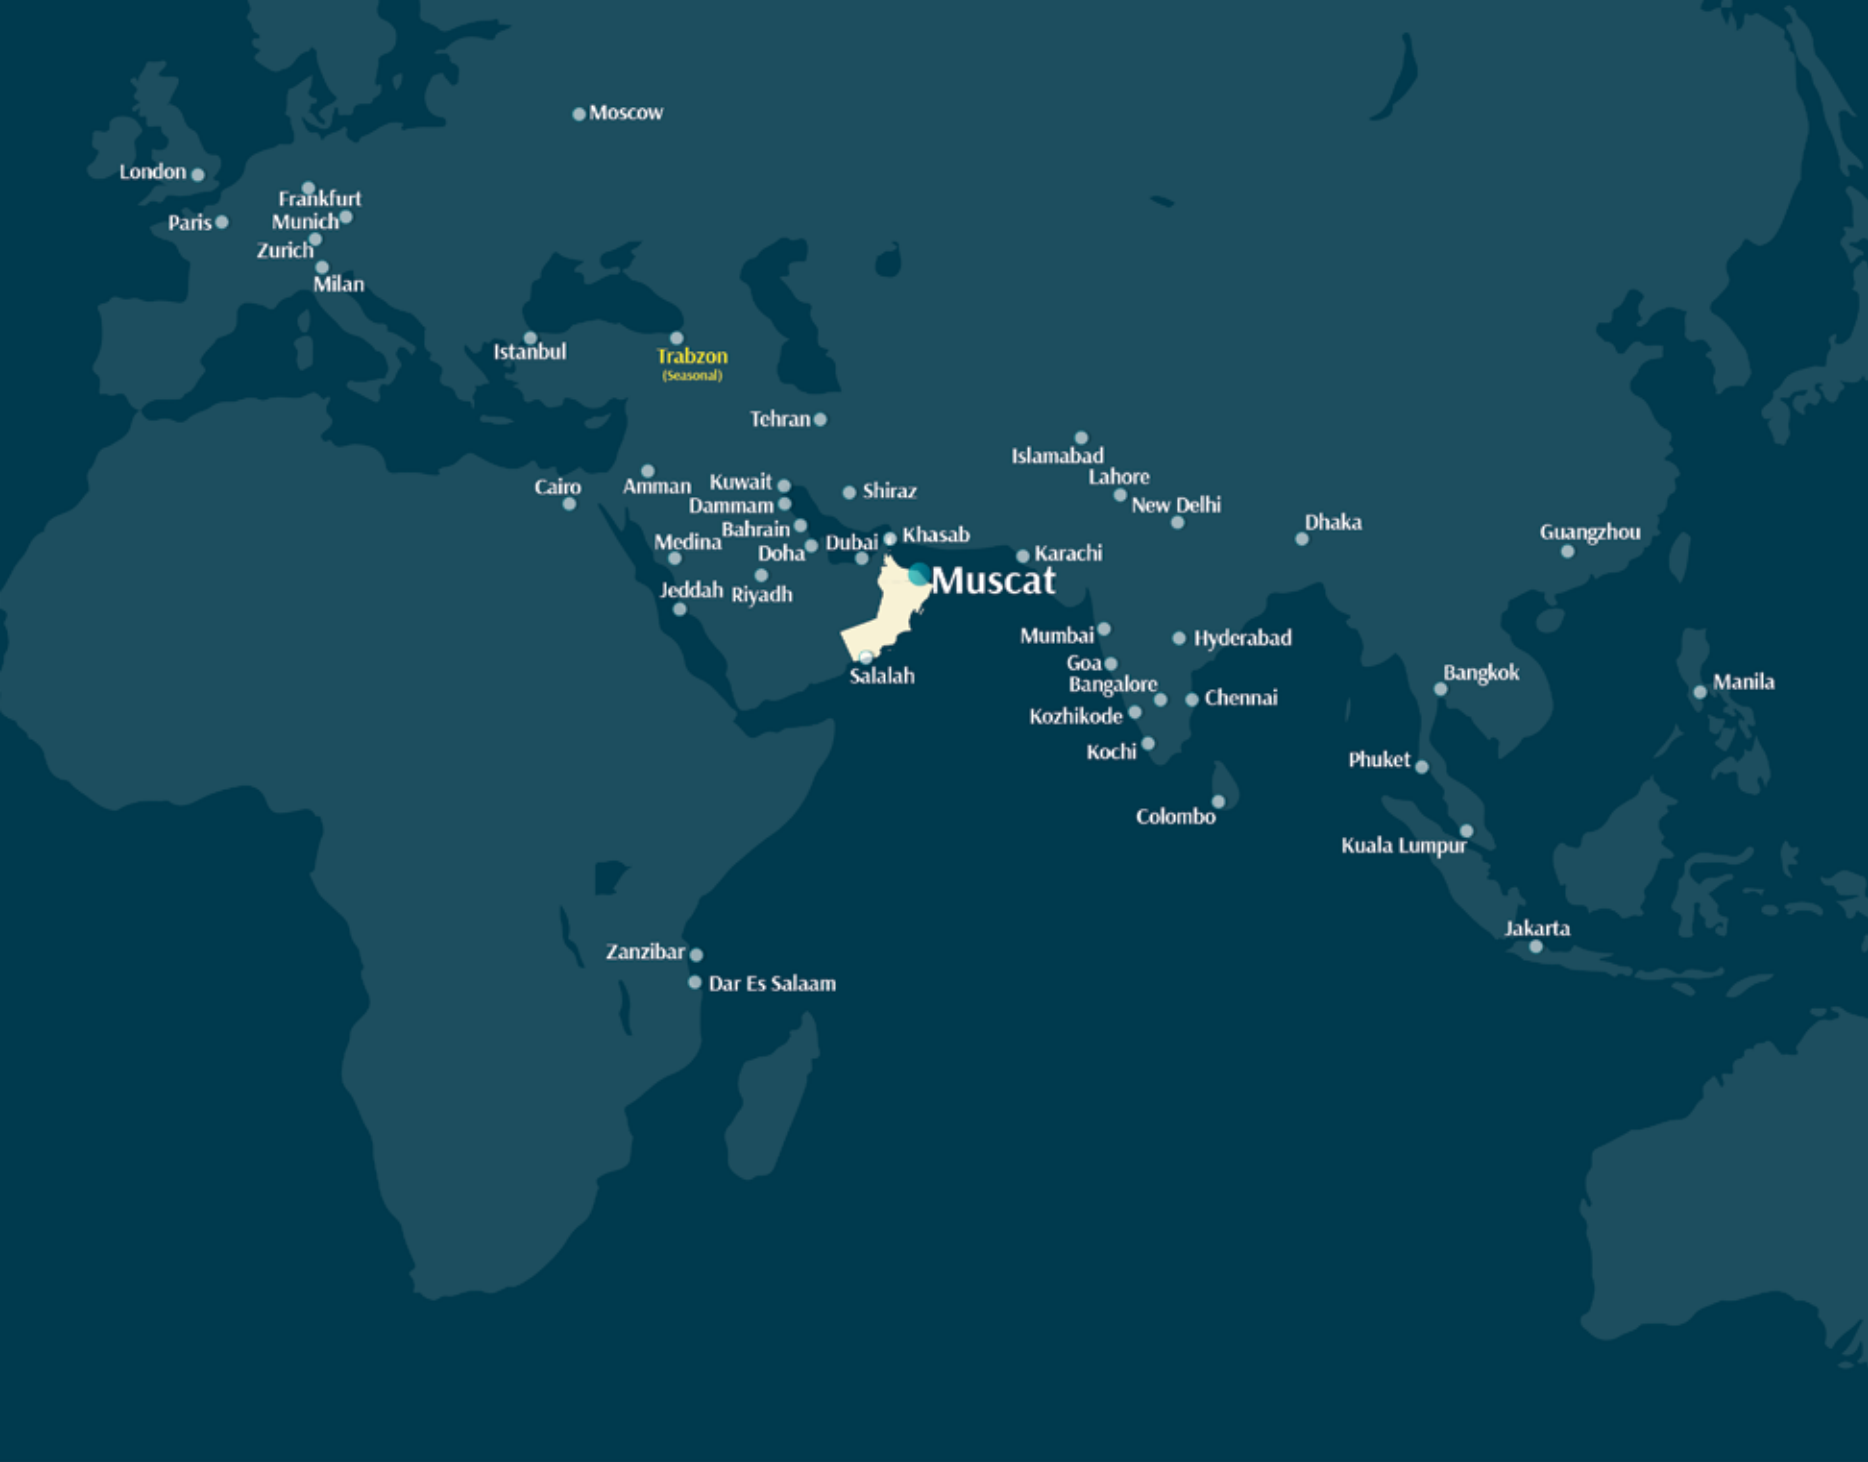 Moscow
London
Frankfurt
Paris
Munich
Zurich
Milan
Istanbul
Trabzon
(Seasonal)
Tehran
Islamabad
Lahore
Cairo
Amman
Kuwait
Shiraz
Dammam
New Delhi
Bahrain
Dhaka
Guangzhou
Medina
Doha
Dubai
Khasab
Karachi
Muscat
Jeddah
Riyadh
Mumbai
Hyderabad
Goa
Salalah
Bangalore
Bangkok
Manila
Chennai
Kozhikode
Kochi
Phuket
Colombo
Kuala Lumpur
Jakarta
Zanzibar
Dar Es Salaam